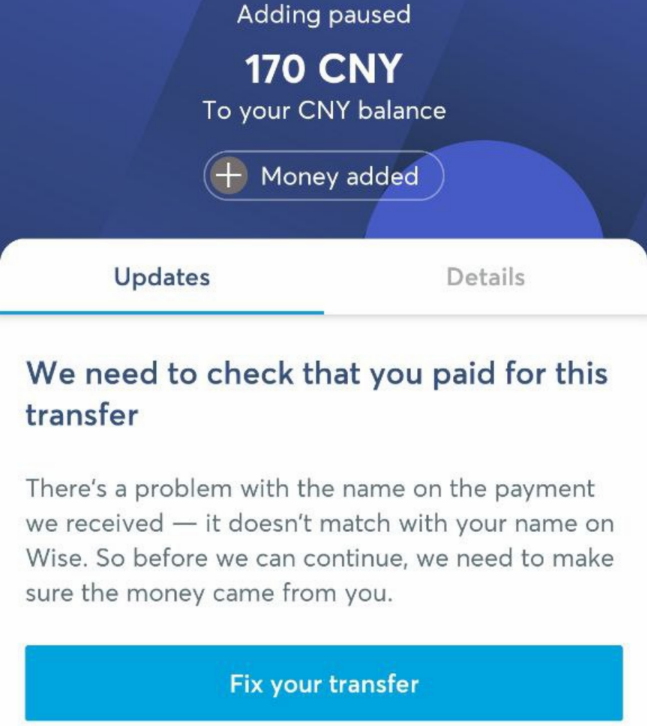 Adding paused
170 CNY
To your CNY balance
Money added
Updates
Details
We need to check that you paid for this
transfer
There's a problem with the name on the payment
we received — it doesn't match with your name on
Wise. So before we can continue, we need to make
sure the money came from you.
Fix your transfer